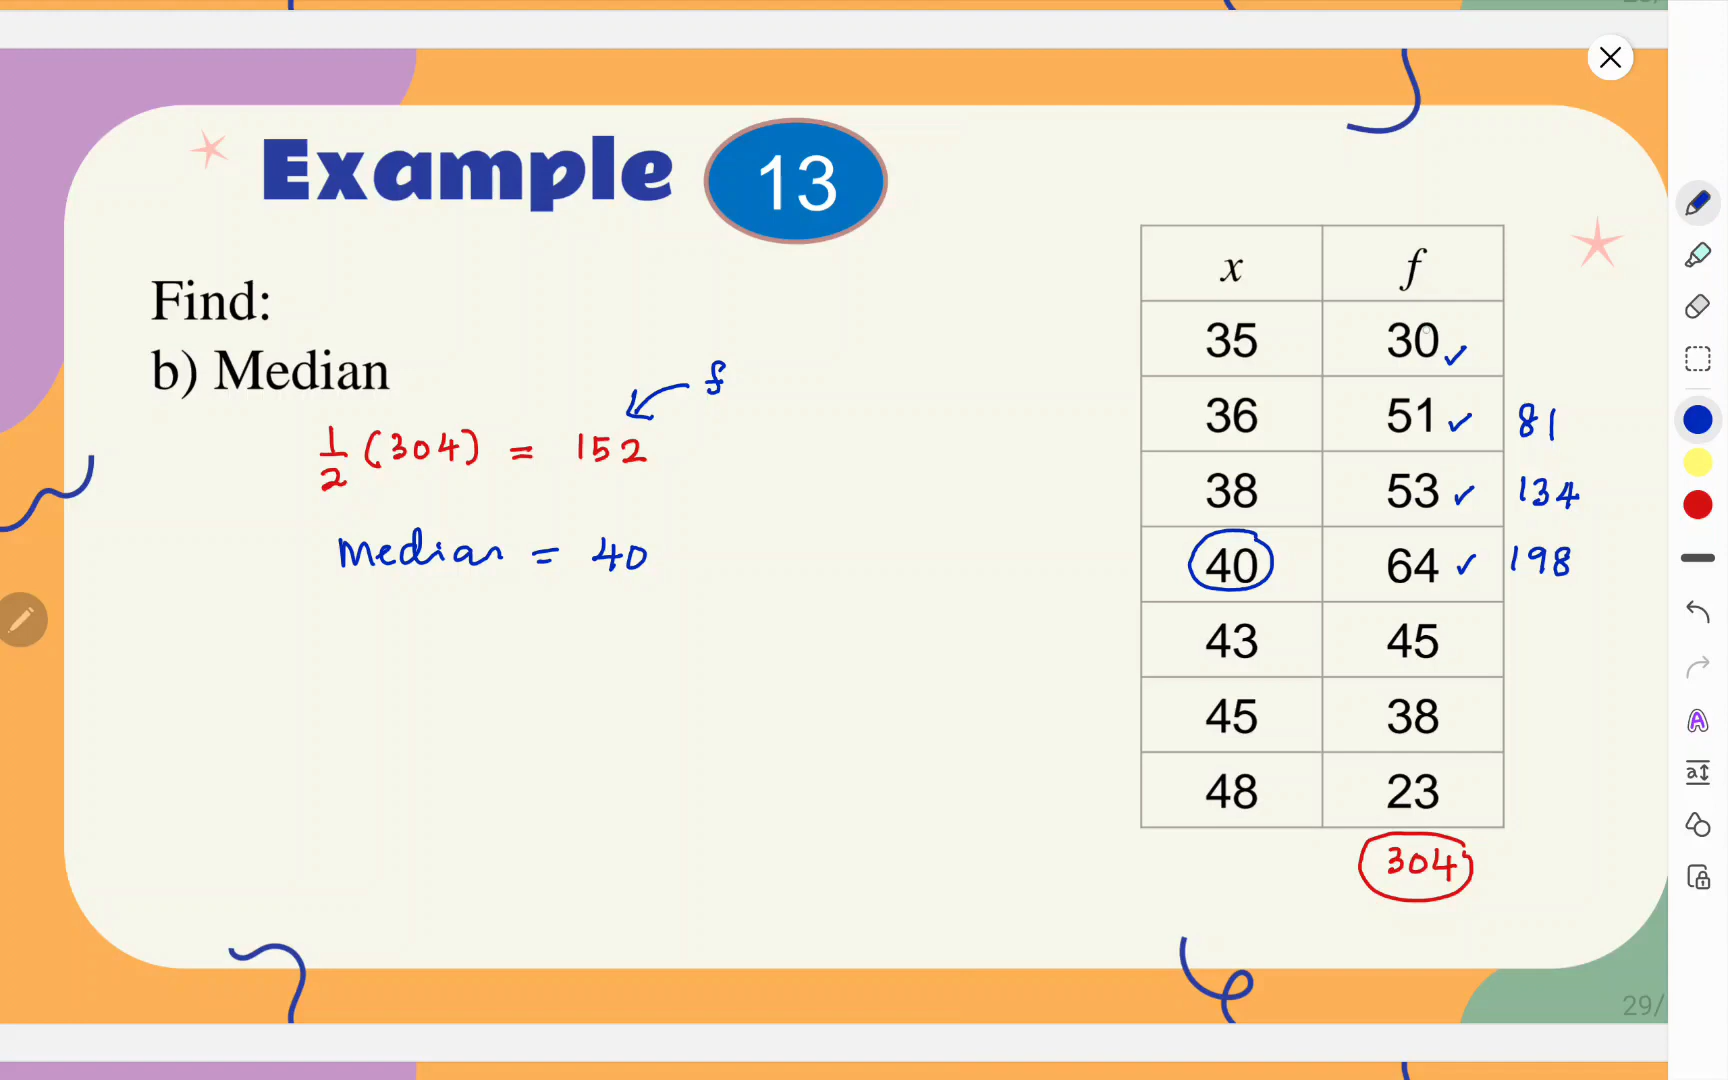 Example 13
Find:
b) Median
f
1/2 (304) = 152
Median = 40
x f
35 30 ✓
36 51 ✓ 81
38 53 ✓ 134
40 64 ✓ 198
43 45
45 38
48 23
304
29/